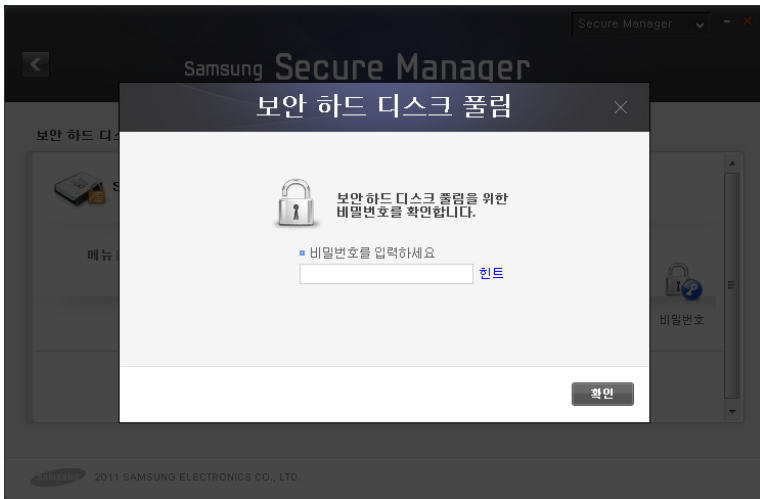 Secure Manager
Samsung Secure Manager
보안 하드 디스크 풀림
보안 하드 디스
S
보안 하드 디스크 풀림을 위한
비밀번호를 확인합니다.
메뉴
비밀번호를 입력하세요
힌트
비밀번호
확인
SAMSUNG 2011 SAMSUNG ELECTRONICS CO., LTD.